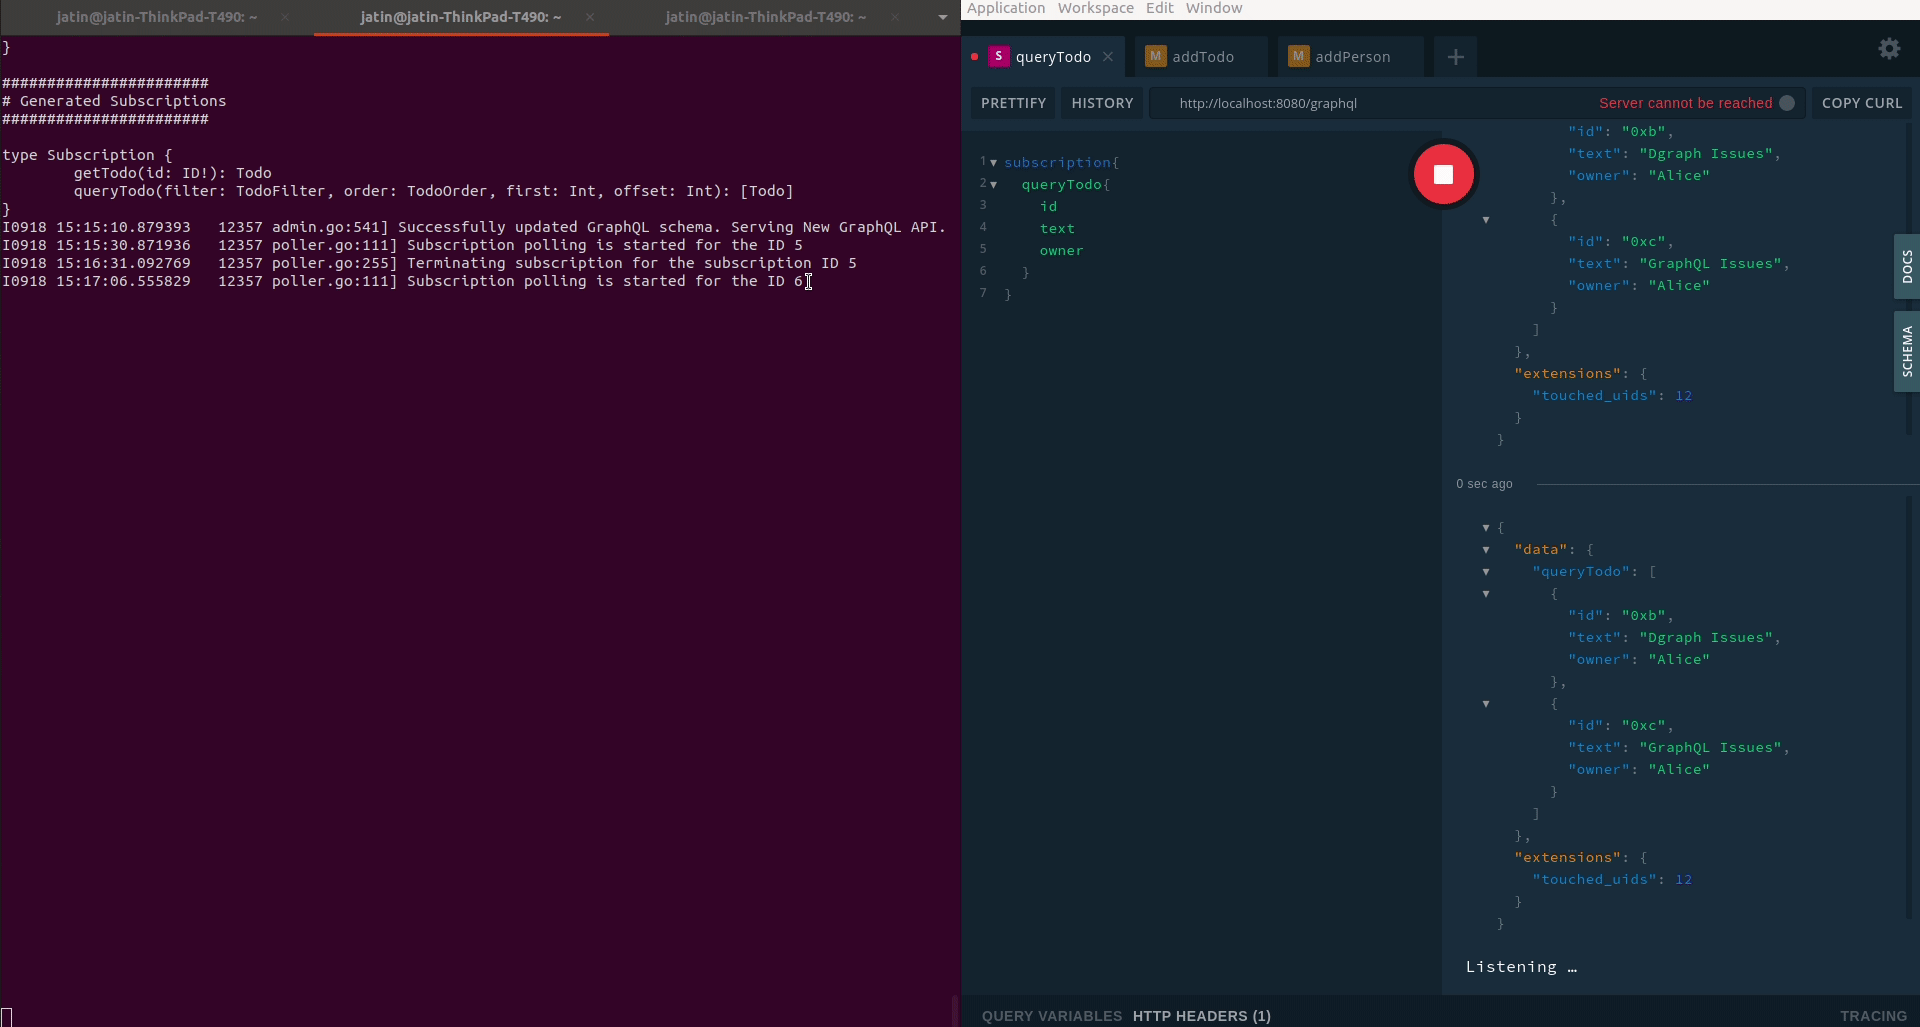 jatin@jatin-ThinkPad-T490: ~
jatin@jatin-ThinkPad-T490: ~
jatin@jatin-ThinkPad-T490: ~
}
#######################
# Generated Subscriptions
#######################
type Subscription {
getTodo(id: ID!): Todo
queryTodo(filter: TodoFilter, order: TodoOrder, first: Int, offset: Int): [Todo]
}
I0918 15:15:10.879393   12357 admin.go:541] Successfully updated GraphQL schema. Serving New GraphQL API.
I0918 15:15:30.871936   12357 poller.go:111] Subscription polling is started for the ID 5
I0918 15:16:31.092769   12357 poller.go:255] Terminating subscription for the subscription ID 5
I0918 15:17:06.555829   12357 poller.go:111] Subscription polling is started for the ID 6
Application Workspace Edit Window
S queryTodo
M addTodo
M addPerson
PRETTIFY
HISTORY
http://localhost:8080/graphql
Server cannot be reached
COPY CURL
1 subscription{
2 queryTodo{
3 id
4 text
5 owner
6 }
7 }
"id": "0xb",
"text": "Dgraph Issues",
"owner": "Alice"
},
{
"id": "0xc",
"text": "GraphQL Issues",
"owner": "Alice"
}
]
},
"extensions": {
"touched_uids": 12
}
}
0 sec ago
{
"data": {
"queryTodo": [
{
"id": "0xb",
"text": "Dgraph Issues",
"owner": "Alice"
},
{
"id": "0xc",
"text": "GraphQL Issues",
"owner": "Alice"
}
]
},
"extensions": {
"touched_uids": 12
}
}
Listening …
DOCS
SCHEMA
QUERY VARIABLES
HTTP HEADERS (1)
TRACING